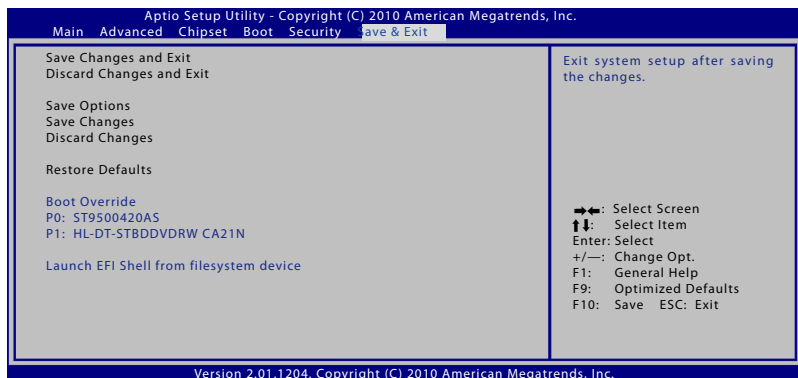 Aptio Setup Utility - Copyright (C) 2010 American Megatrends, Inc.
Main Advanced Chipset Boot Security Save & Exit
Save Changes and Exit
Discard Changes and Exit
Save Options
Save Changes
Discard Changes
Restore Defaults
Boot Override
P0: ST9500420AS
P1: HL-DT-STBDDVDRW CA21N
Launch EFI Shell from filesystem device
Exit system setup after saving
the changes.
→←: Select Screen
↑↓: Select Item
Enter: Select
+/—: Change Opt.
F1: General Help
F9: Optimized Defaults
F10: Save ESC: Exit
Version 2.01.1204. Copyright (C) 2010 American Megatrends, Inc.